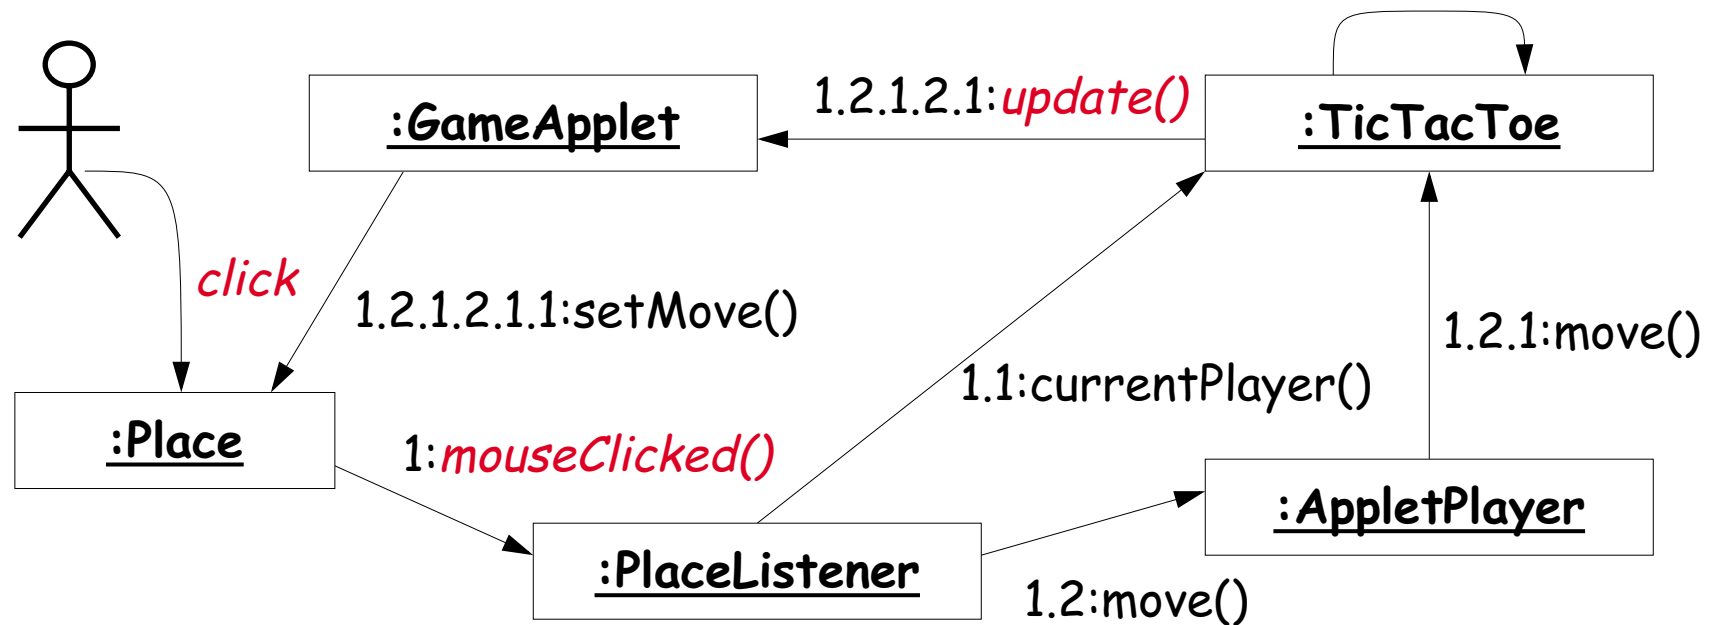 1.2.1.2.1:update()
:GameApplet
:TicTacToe
click
1.2.1.2.1.1:setMove()
1.2.1:move()
1.1:currentPlayer()
:Place
1:mouseClicked()
:AppletPlayer
:PlaceListener
1.2:move()